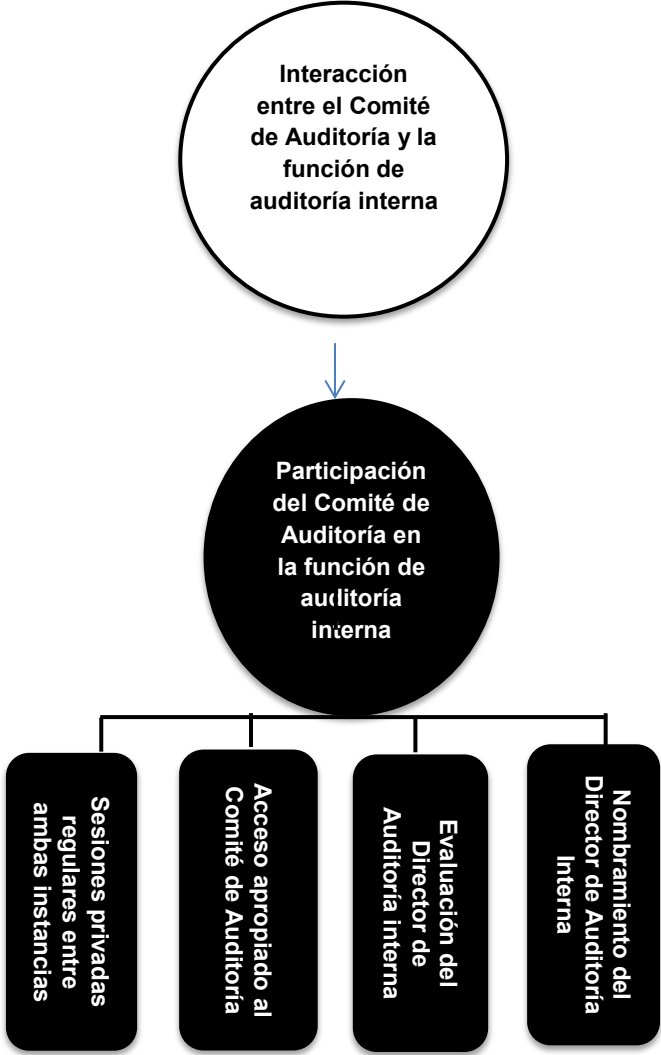 Interacción
entre el Comité
de Auditoría y la
función de
auditoría interna
Participación
del Comité de
Auditoría en
la función de
auditoría
interna
Sesiones privadas
regulares entre
ambas instancias
Acceso apropiado al
Comité de Auditoría
Evaluación del
Director de
Auditoría interna
Nombramiento del
Director de Auditoría
Interna